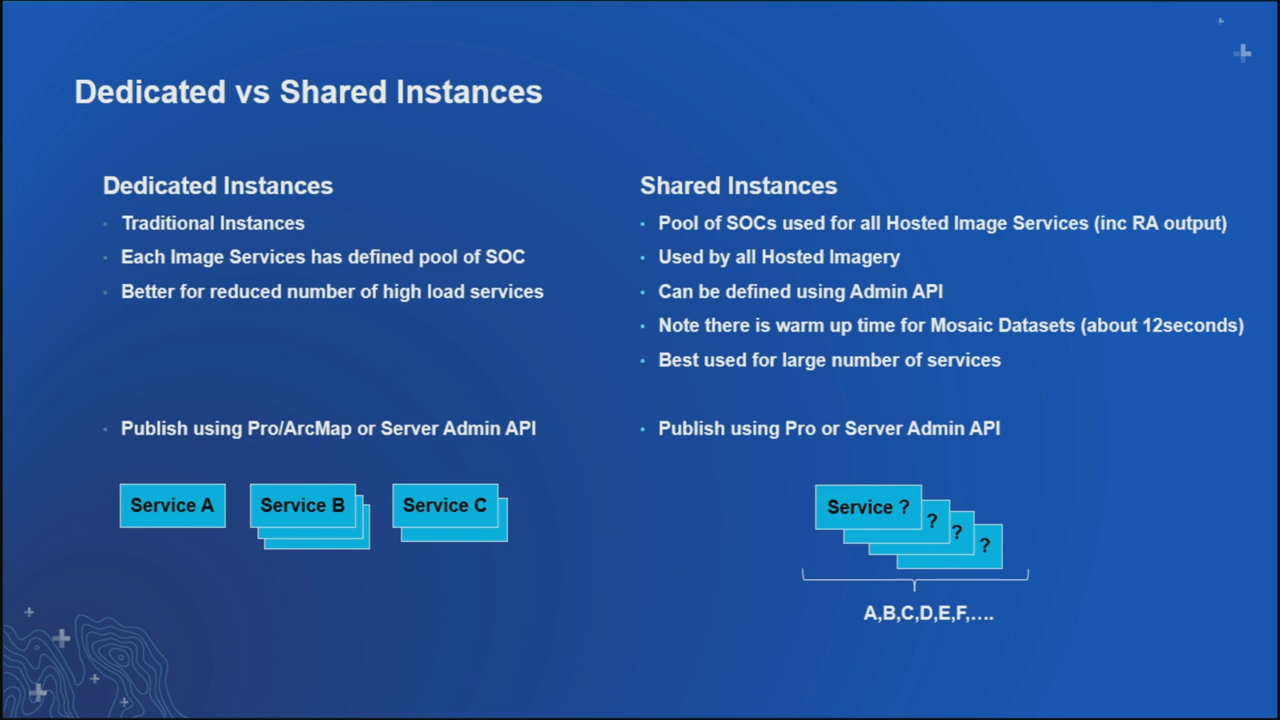 Dedicated vs Shared Instances
Dedicated Instances
Traditional Instances
Each Image Services has defined pool of SOC
Better for reduced number of high load services
Publish using Pro/ArcMap or Server Admin API
Service A
Service B
Service C
Shared Instances
Pool of SOCs used for all Hosted Image Services (inc RA output)
Used by all Hosted Imagery
Can be defined using Admin API
Note there is warm up time for Mosaic Datasets (about 12seconds)
Best used for large number of services
Publish using Pro or Server Admin API
Service ?
?
?
?
A,B,C,D,E,F,....